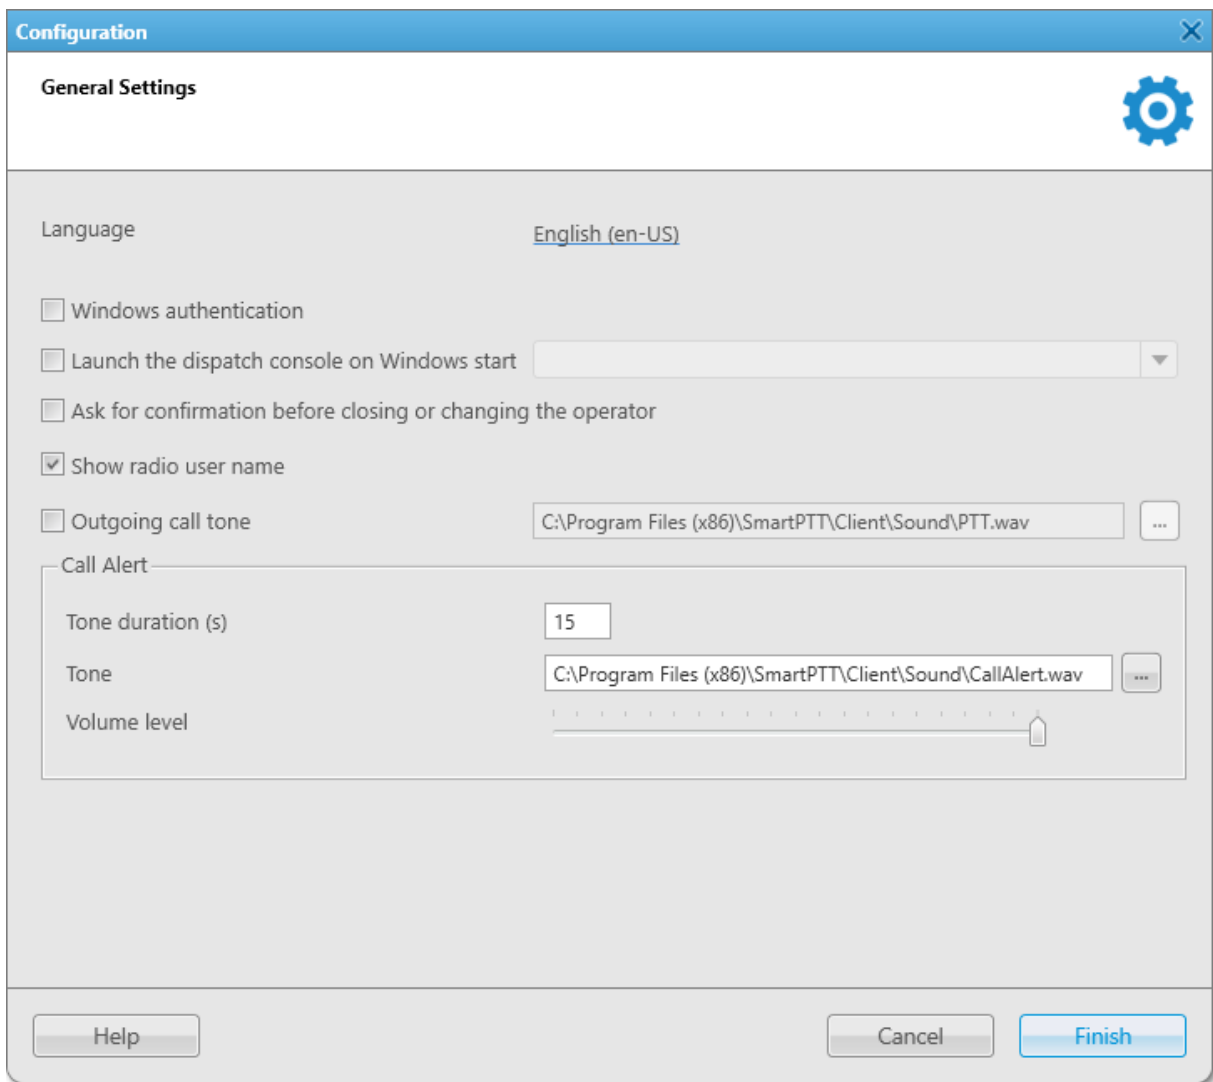 Configuration
General Settings
Language
English (en-US)
Windows authentication
Launch the dispatch console on Windows start
Ask for confirmation before closing or changing the operator
Show radio user name
Outgoing call tone
C:\Program Files (x86)\SmartPTT\Client\Sound\PTT.wav
...
Call Alert
Tone duration (s)
15
Tone
C:\Program Files (x86)\SmartPTT\Client\Sound\CallAlert.wav
...
Volume level
Help
Cancel
Finish